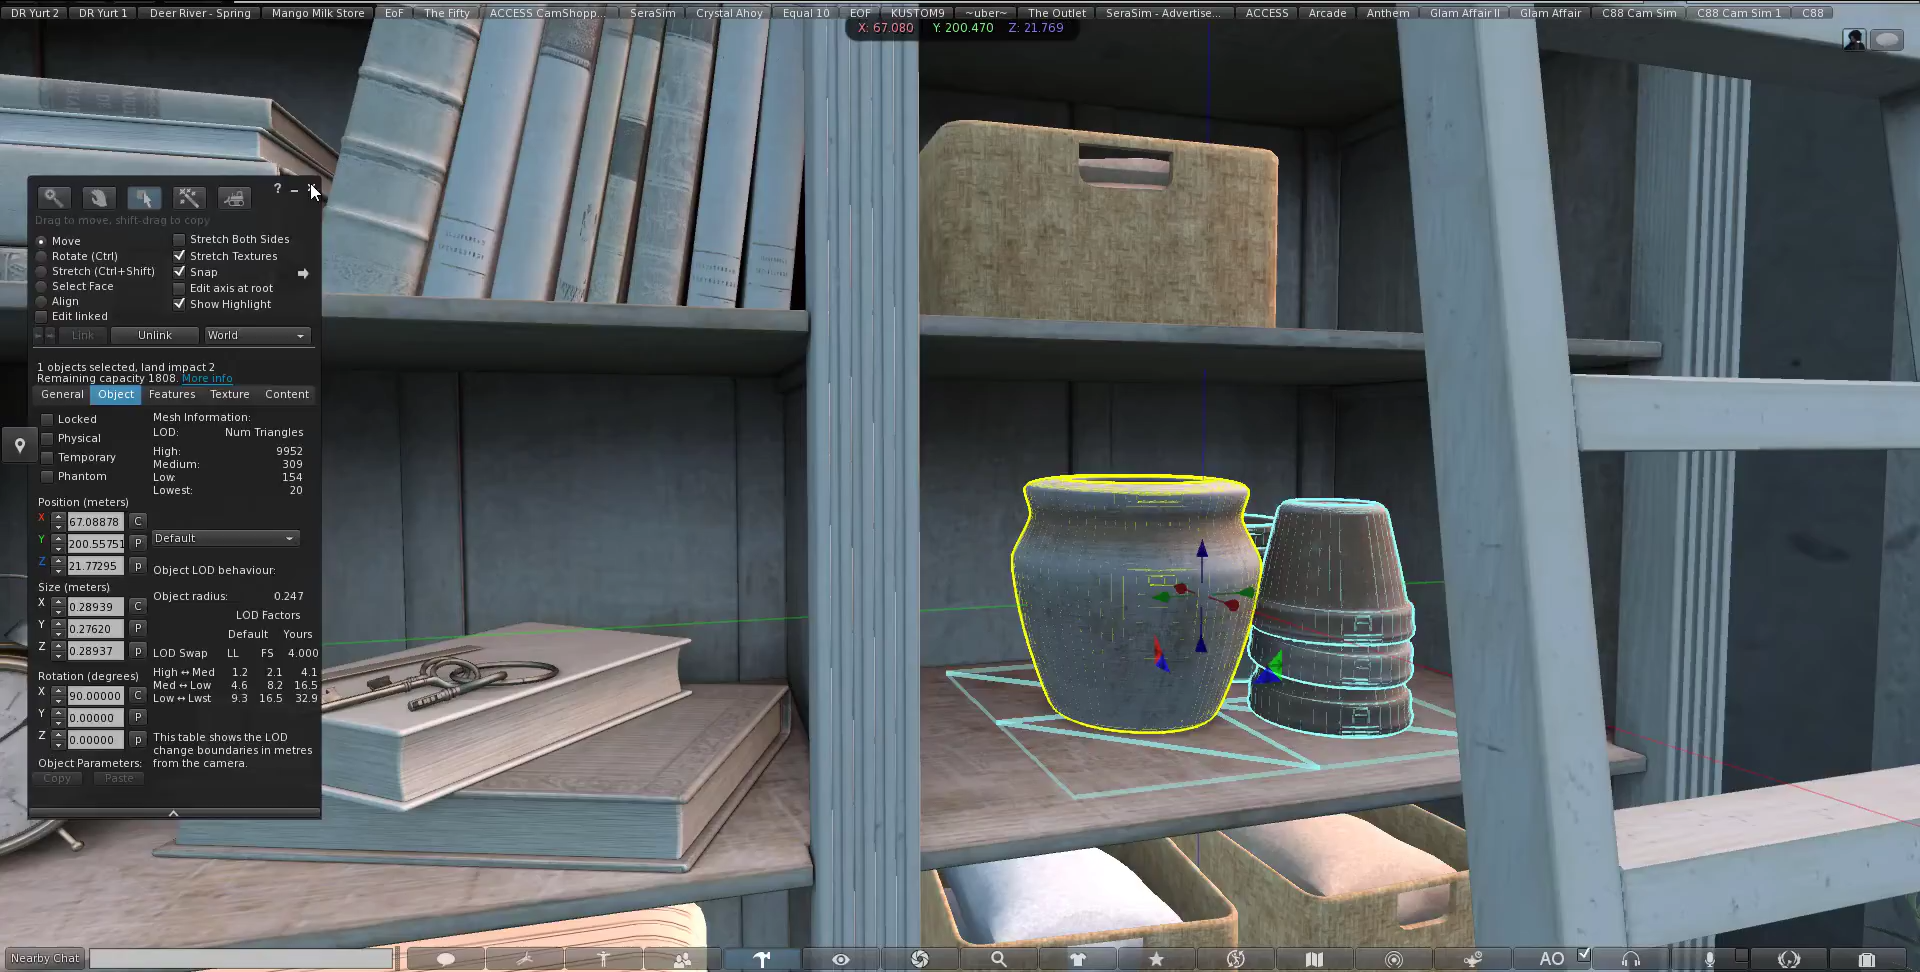 DR Yurt 2 DR Yurt 1 Deer River - Spring Mango Milk Store EoF The Fifty ACCESS CamShopp... SeraSim Crystal Ahoy Equal 10 EOF KUSTOM9 ~uber~ The Outlet SeraSim - Advertise... ACCESS Arcade Anthem Glam Affair II Glam Affair C88 Cam Sim C88 Cam Sim 1 C88
X: 67.080 Y: 200.470 Z: 21.769
?
Drag to move, shift-drag to copy
Move
Rotate (Ctrl)
Stretch (Ctrl+Shift)
Select Face
Align
Edit linked
Stretch Both Sides
Stretch Textures
Snap
Edit axis at root
Show Highlight
Link Unlink World
1 objects selected, land impact 2
Remaining capacity 1808. More info
General Object Features Texture Content
Locked
Physical
Temporary
Phantom
Mesh Information:
LOD: Num Triangles
High: 9952
Medium: 309
Low: 154
Lowest: 20
Position (meters)
X 67.08878 C
Y 200.55751 P
Z 21.77295 p
Default
Object LOD behaviour:
Size (meters)
X 0.28939 C
Y 0.27620 P
Z 0.28937 p
Object radius: 0.247
LOD Factors
Default Yours
LOD Swap LL FS 4.000
High↔Med 1.2 2.1 4.1
Med↔Low 4.6 8.2 16.5
Low↔Lwst 9.3 16.5 32.9
Rotation (degrees)
X 90.00000 C
Y 0.00000 P
Z 0.00000 p
This table shows the LOD
change boundaries in metres
from the camera.
Object Parameters:
Copy Paste
Nearby Chat
AO